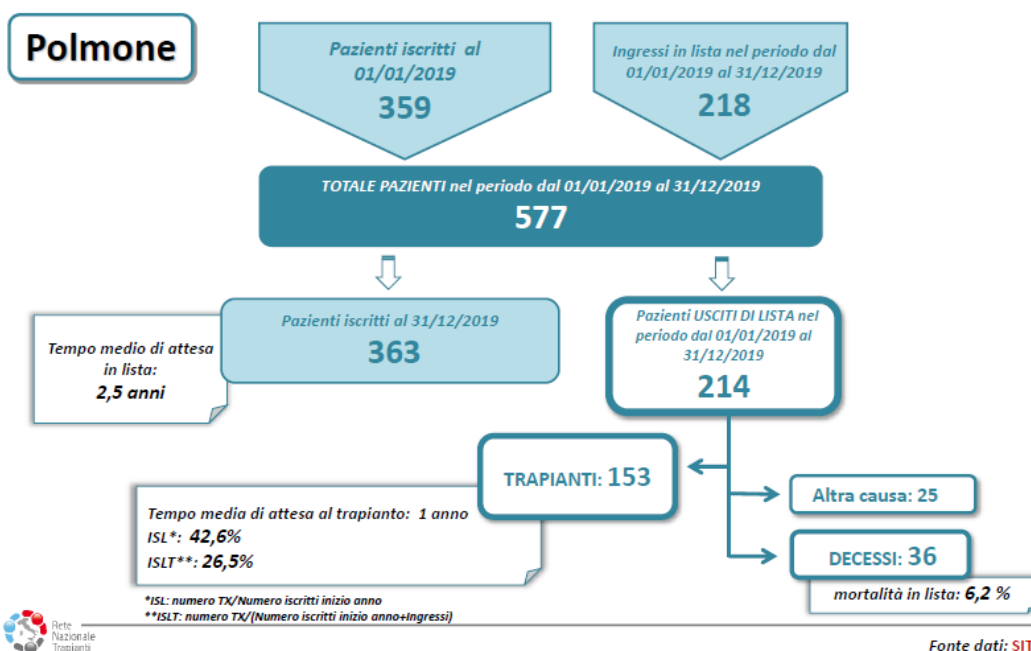 Polmone
Pazienti iscritti al
01/01/2019
359
Ingressi in lista nel periodo dal
01/01/2019 al 31/12/2019
218
TOTALE PAZIENTI nel periodo dal 01/01/2019 al 31/12/2019
577
Tempo medio di attesa
in lista:
2,5 anni
Pazienti iscritti al 31/12/2019
363
Pazienti USCITI DI LISTA nel
periodo dal 01/01/2019 al
31/12/2019
214
TRAPIANTI: 153
Altra causa: 25
DECESSI: 36
mortalità in lista: 6,2 %
Tempo media di attesa al trapianto: 1 anno
ISL*: 42,6%
ISLT**: 26,5%
*ISL: numero TX/Numero iscritti inizio anno
**ISLT: numero TX/(Numero iscritti inizio anno+Ingressi)
Rete
Nazionale
Trapianti
Fonte dati: SIT